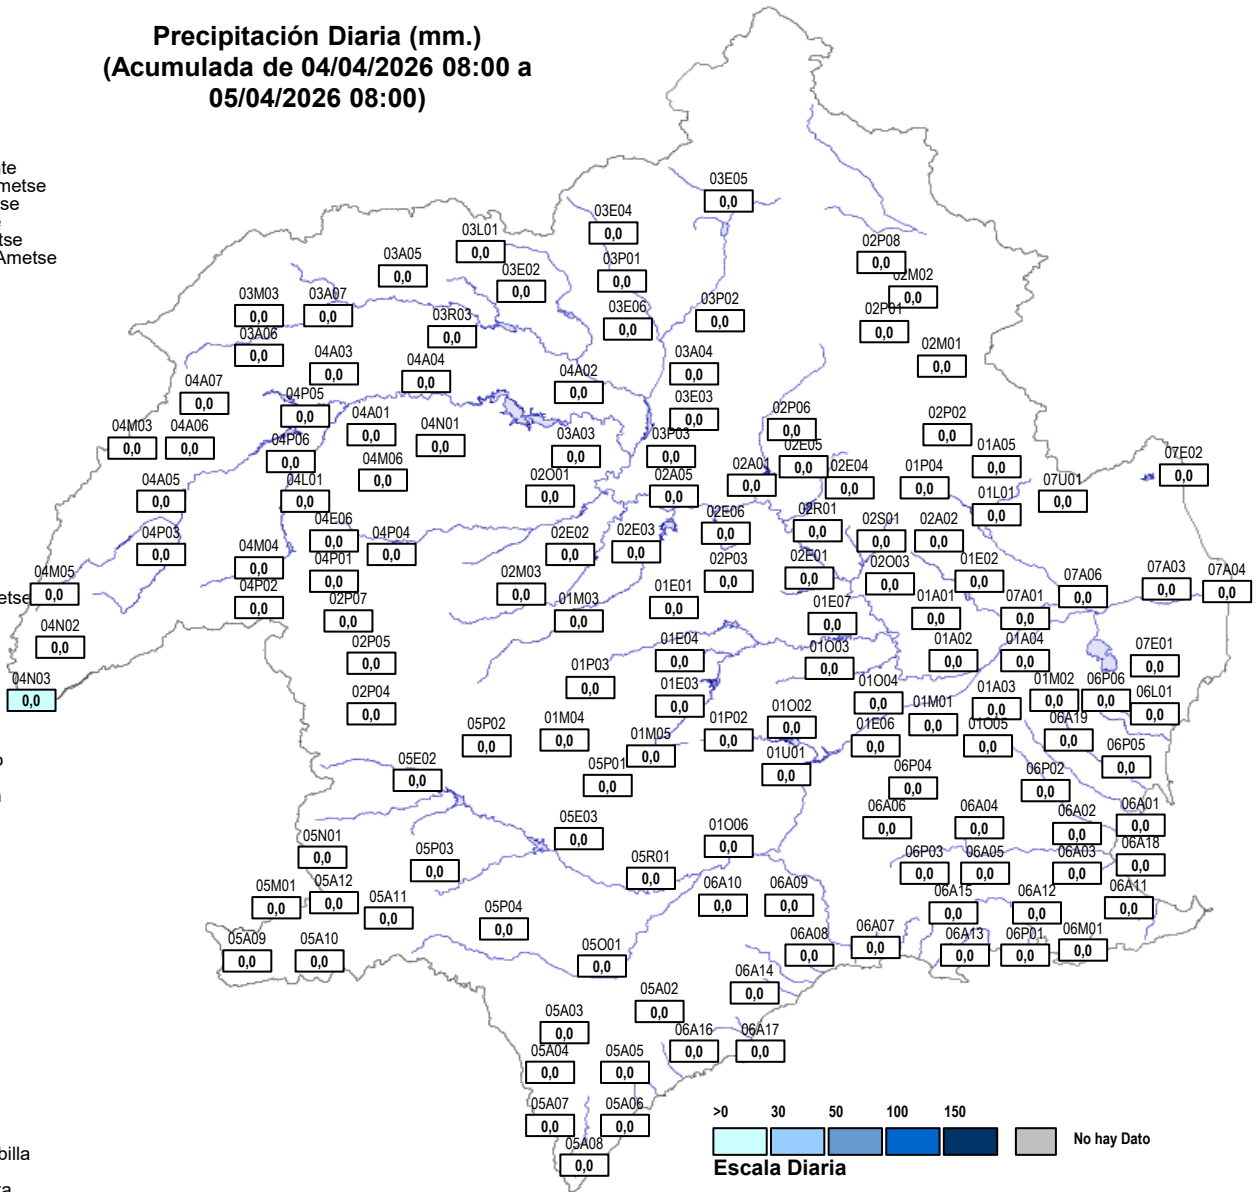 Precipitación Diaria (mm.)
(Acumulada de 04/04/2026 08:00 a
05/04/2026 08:00)
te
metse
se
tse
Ametse
etse
o
billa
03E05
0,0
03E04
0,0
03L01
0,0
02P08
0,0
03A05
0,0
03P01
0,0
03E02
0,0
02M02
0,0
03M03
0,0
03A07
0,0
03P02
0,0
03E06
0,0
02P01
0,0
03R03
0,0
03A06
0,0
02M01
0,0
04A03
0,0
04A04
0,0
03A04
0,0
04A02
0,0
04A07
0,0
04P05
0,0
03E03
0,0
02P06
0,0
02P02
0,0
04A01
0,0
04M03
0,0
04A06
0,0
04N01
0,0
03A03
0,0
03P03
0,0
02E05
0,0
01A05
0,0
04P06
0,0
07E02
0,0
04M06
0,0
02A01
0,0
02E04
0,0
01P04
0,0
02O01
0,0
02A05
0,0
04A05
0,0
04L01
0,0
07U01
0,0
01L01
0,0
04E06
0,0
02E06
0,0
02R01
0,0
02S01
0,0
02A02
0,0
04P03
0,0
04P04
0,0
02E02
0,0
02E03
0,0
04M04
0,0
04P01
0,0
02P03
0,0
02E01
0,0
02O03
0,0
01E02
0,0
04M05
0,0
02M03
0,0
07A06
0,0
07A03
0,0
07A04
0,0
04P02
0,0
01E01
0,0
02P07
0,0
01M03
0,0
01E07
0,0
01A01
0,0
07A01
0,0
04N02
0,0
02P05
0,0
01E04
0,0
01O03
0,0
01A02
0,0
01A04
0,0
07E01
0,0
01P03
0,0
04N03
0,0
02P04
0,0
01E03
0,0
01O04
0,0
01A03
0,0
01M02
0,0
06P06
0,0
06L01
0,0
01M01
0,0
01O02
0,0
05P02
0,0
01M04
0,0
01P02
0,0
01E06
0,0
01O05
0,0
06A19
0,0
01M05
0,0
05E02
0,0
05P01
0,0
01U01
0,0
06P04
0,0
06P02
0,0
06P05
0,0
06A06
0,0
06A04
0,0
06A02
0,0
06A01
0,0
05E03
0,0
01O06
0,0
05N01
0,0
05P03
0,0
05R01
0,0
06P03
0,0
06A05
0,0
06A03
0,0
06A18
0,0
05M01
0,0
05A12
0,0
05A11
0,0
06A10
0,0
06A09
0,0
06A15
0,0
06A12
0,0
06A11
0,0
05P04
0,0
05A09
0,0
05A10
0,0
05O01
0,0
06A08
0,0
06A07
0,0
06A13
0,0
06P01
0,0
06M01
0,0
06A14
0,0
05A02
0,0
05A03
0,0
06A16
0,0
06A17
0,0
05A04
0,0
05A05
0,0
05A07
0,0
05A06
0,0
05A08
0,0
>0 30 50 100 150
No hay Dato
Escala Diaria